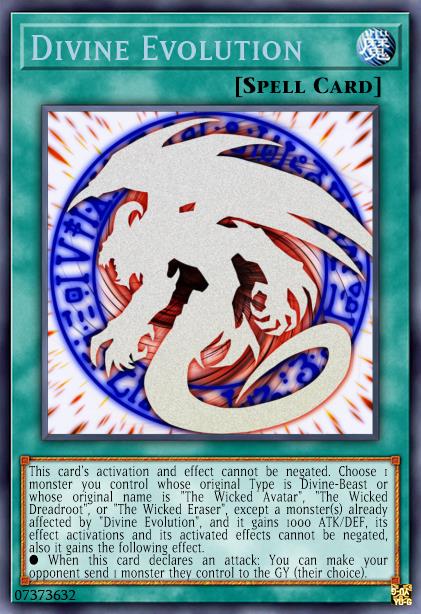 Divine Evolution
[Spell Card]
This card's activation and effect cannot be negated. Choose 1
monster you control whose original Type is Divine-Beast or
whose original name is "The Wicked Avatar", "The Wicked
Dreadroot", or "The Wicked Eraser", except a monster(s) already
affected by "Divine Evolution", and it gains 1000 ATK/DEF, its
effect activations and its activated effects cannot be negated,
also it gains the following effect.
● When this card declares an attack: You can make your
opponent send 1 monster they control to the GY (their choice).
07373632